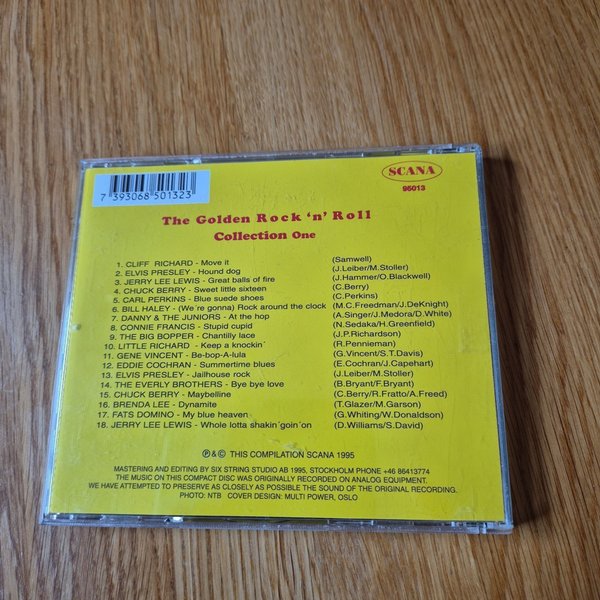 SCANA
95013
7 393068 501323
The Golden Rock 'n' Roll
Collection One
1. CLIFF RICHARD - Move it (Samwell)
2. ELVIS PRESLEY - Hound dog (J.Leiber/M.Stoller)
3. JERRY LEE LEWIS - Great balls of fire (J.Hammer/O.Blackwell)
4. CHUCK BERRY - Sweet little sixteen (C.Berry)
5. CARL PERKINS - Blue suede shoes (C.Perkins)
6. BILL HALEY - (We´re gonna) Rock around the clock (M.C.Freedman/J.DeKnight)
7. DANNY & THE JUNIORS - At the hop (A.Singer/J.Medora/D.White)
8. CONNIE FRANCIS - Stupid cupid (N.Sedaka/H.Greenfield)
9. THE BIG BOPPER - Chantilly lace (J.P.Richardson)
10. LITTLE RICHARD - Keep a knockin´ (R.Pennieman)
11. GENE VINCENT - Be-bop-A-lula (G.Vincent/S.T.Davis)
12. EDDIE COCHRAN - Summertime blues (E.Cochran/J.Capehart)
13. ELVIS PRESLEY - Jailhouse rock (J.Leiber/M.Stoller)
14. THE EVERLY BROTHERS - Bye bye love (B.Bryant/F.Bryant)
15. CHUCK BERRY - Maybelline (C.Berry/R.Fratto/A.Freed)
16. BRENDA LEE - Dynamite (T.Glazer/M.Garson)
17. FATS DOMINO - My blue heaven (G.Whiting/W.Donaldson)
18. JERRY LEE LEWIS - Whole lotta shakin´goin´on (D.Williams/S.David)
℗ & © THIS COMPILATION SCANA 1995
MASTERING AND EDITING BY SIX STRING STUDIO AB 1995, STOCKHOLM PHONE +46 86413774
THE MUSIC ON THIS COMPACT DISC WAS ORIGINALLY RECORDED ON ANALOG EQUIPMENT.
WE HAVE ATTEMPTED TO PRESERVE AS CLOSELY AS POSSIBLE THE SOUND OF THE ORIGINAL RECORDING.
PHOTO: NTB COVER DESIGN: MULTI POWER, OSLO